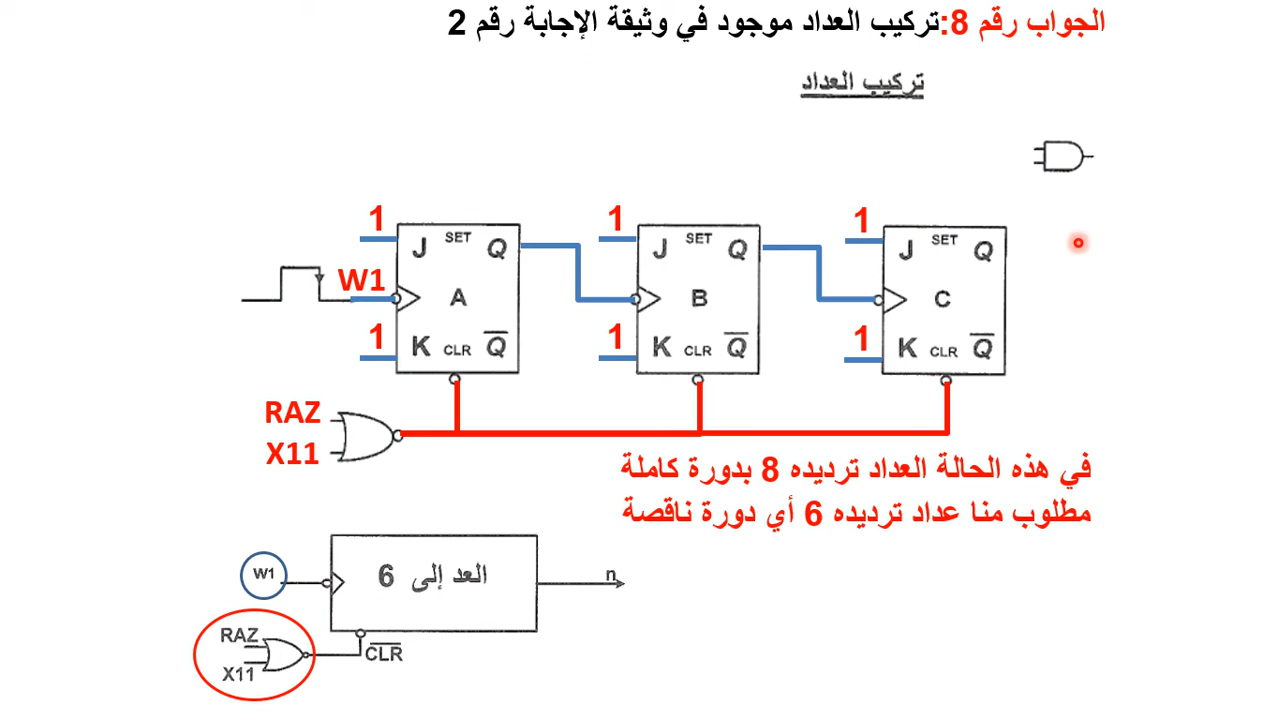 الجواب رقم 8:تركيب العداد موجود في وثيقة الإجابة رقم 2
تركيب العداد
1
J SET Q
W1
A
1
K CLR Q̅
1
J SET Q
B
1
K CLR Q̅
1
J SET Q
C
1
K CLR Q̅
RAZ
X11
في هذه الحالة العداد ترديده 8 بدورة كاملة
مطلوب منا عداد ترديده 6 أي دورة ناقصة
W1
العد إلى 6
n
RAZ
X11
C̅L̅R̅